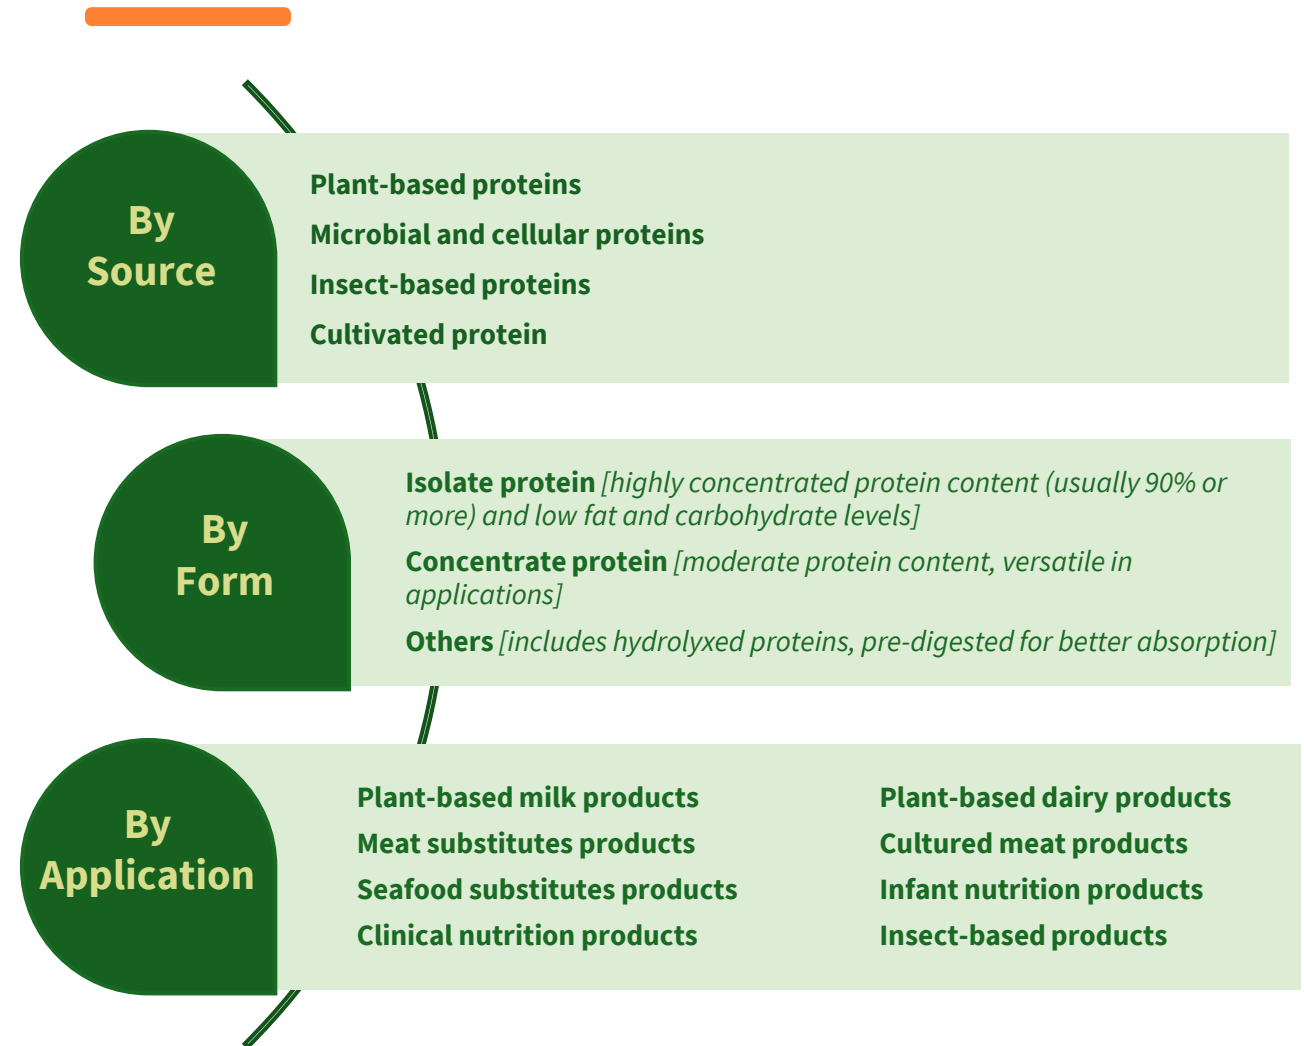 By
Source
Plant-based proteins
Microbial and cellular proteins
Insect-based proteins
Cultivated protein
By
Form
Isolate protein [highly concentrated protein content (usually 90% or
more) and low fat and carbohydrate levels]
Concentrate protein [moderate protein content, versatile in
applications]
Others [includes hydrolyxed proteins, pre-digested for better absorption]
By
Application
Plant-based milk products
Meat substitutes products
Seafood substitutes products
Clinical nutrition products
Plant-based dairy products
Cultured meat products
Infant nutrition products
Insect-based products